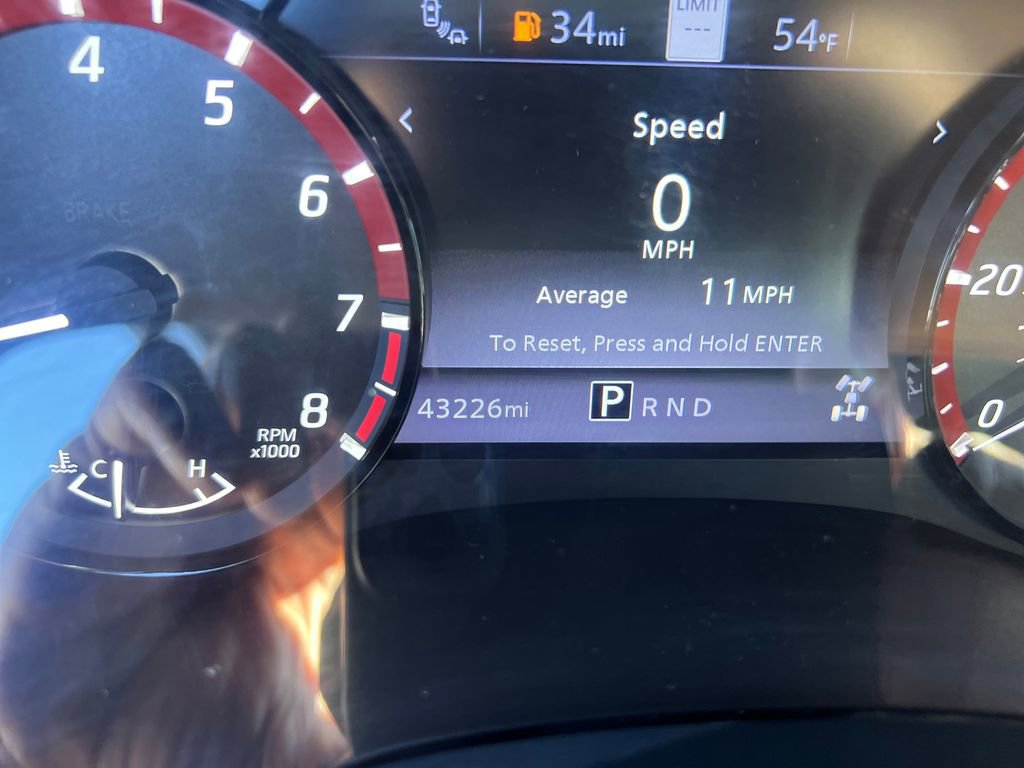 34mi
LIMIT
---
54°F
4
5
6
7
8
BRAKE
RPM
x1000
C
H
Speed
0
MPH
Average 11 MPH
To Reset, Press and Hold ENTER
43226mi
P R N D
20
0